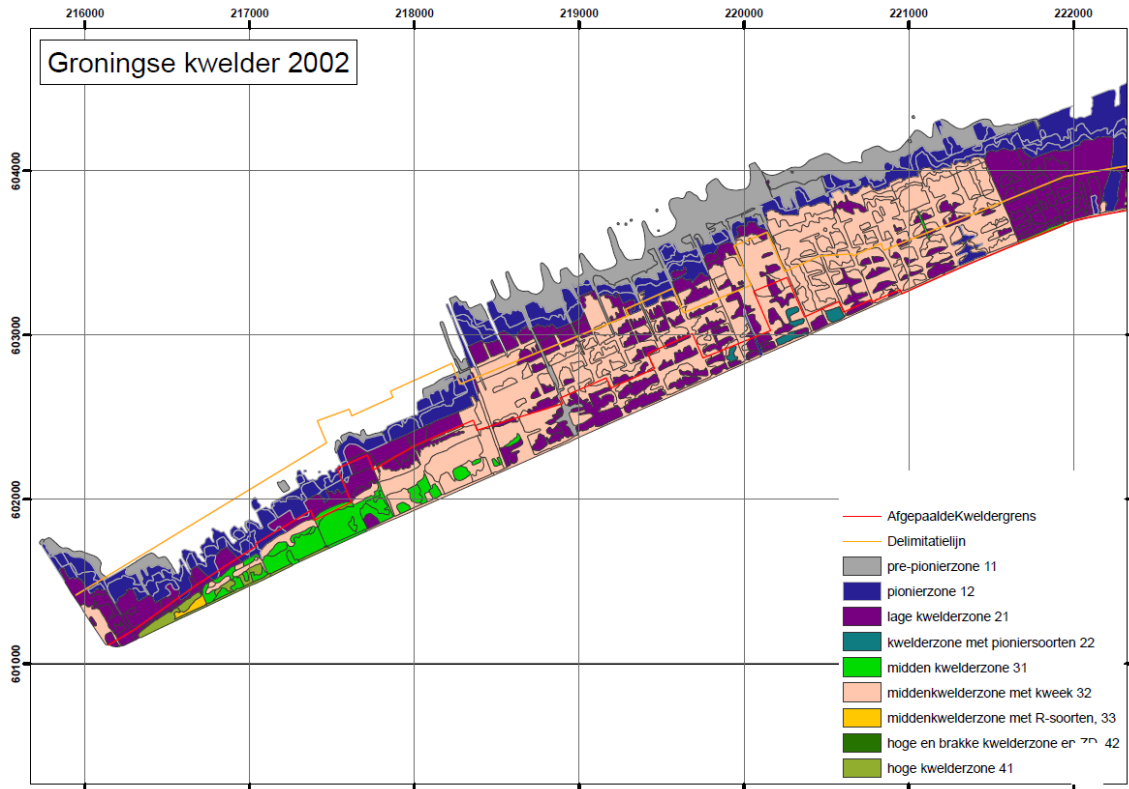 216000 217000 218000 219000 220000 221000 222000
Groningse kwelder 2002
604000
603000
602000
601000
AfgepaaldeKweldergrens
Delimitatielijn
pre-pionierzone 11
pionierzone 12
lage kwelderzone 21
kwelderzone met pioniersoorten 22
midden kwelderzone 31
middenkwelderzone met kweek 32
middenkwelderzone met R-soorten, 33
hoge en brakke kwelderzone en 42
hoge kwelderzone 41